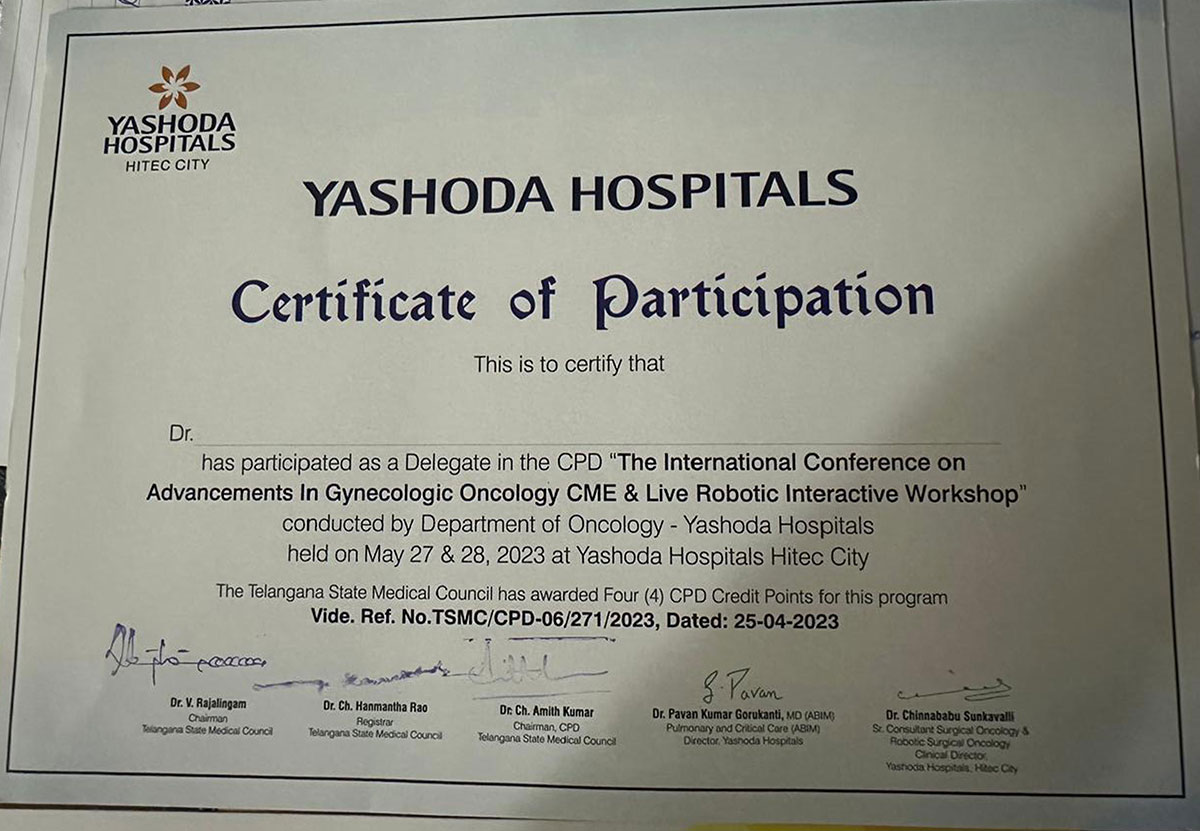 YASHODA
HOSPITALS
HITEC CITY
YASHODA HOSPITALS
Certificate of Participation
This is to certify that
Dr.
has participated as a Delegate in the CPD "The International Conference on
Advancements In Gynecologic Oncology CME & Live Robotic Interactive Workshop"
conducted by Department of Oncology - Yashoda Hospitals
held on May 27 & 28, 2023 at Yashoda Hospitals Hitec City
The Telangana State Medical Council has awarded Four (4) CPD Credit Points for this program
Vide. Ref. No.TSMC/CPD-06/271/2023, Dated: 25-04-2023
G. Pavan
Dr. V. Rajalingam
Chairman
Telangana State Medical Council
Dr. Ch. Hanmantha Rao
Registrar
Telangana State Medical Council
Dr. Ch. Amith Kumar
Chairman, CPD
Telangana State Medical Council
Dr. Pavan Kumar Gorukanti, MD (ABIM)
Pulmonary and Critical Care (ABIM)
Director, Yashoda Hospitals
Dr. Chinnababu Sunkavalli
Sr. Consultant Surgical Oncology &
Robotic Surgical Oncology
Clinical Director,
Yashoda Hospitals, Hitec City